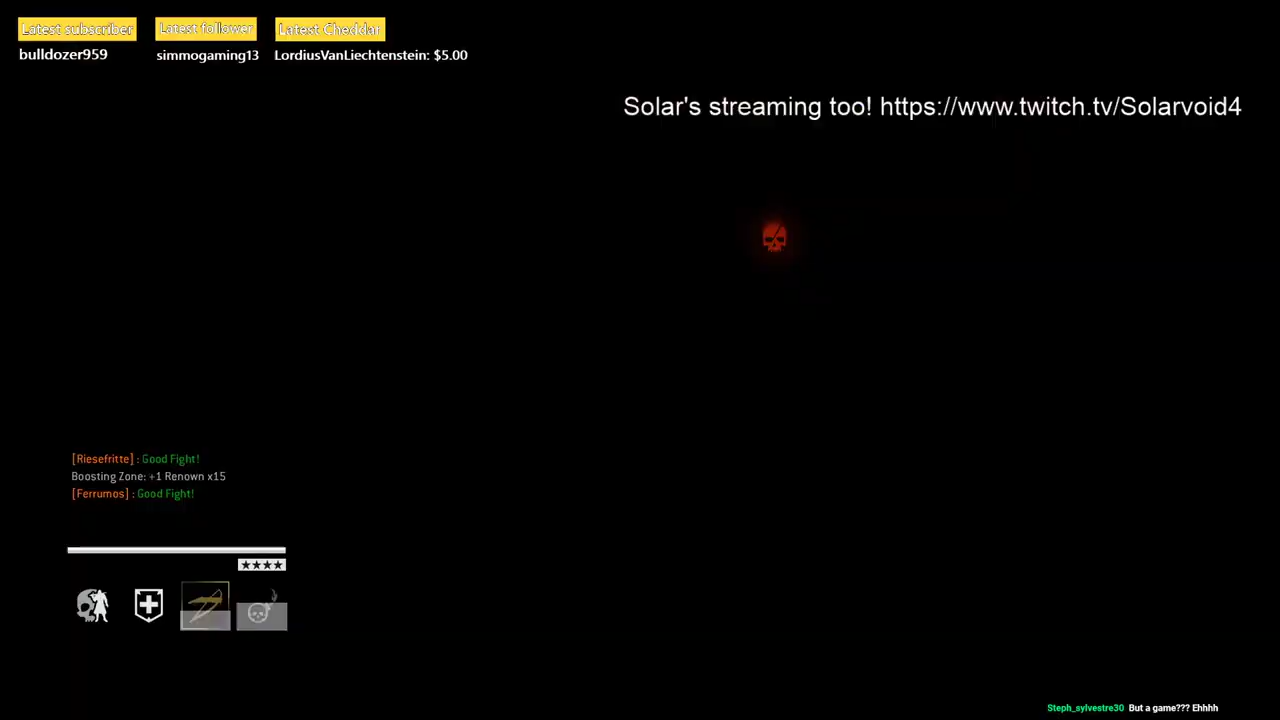 Latest subscriber Latest follower Latest Cheddar
bulldozer959 simmogaming13 LordiusVanLiechtenstein: $5.00
Solar's streaming too! https://www.twitch.tv/Solarvoid4
[Riesefritte] : Good Fight!
Boosting Zone: +1 Renown x15
[Ferrumos] : Good Fight!
Steph_sylvestre30 But a game??? Ehhhh